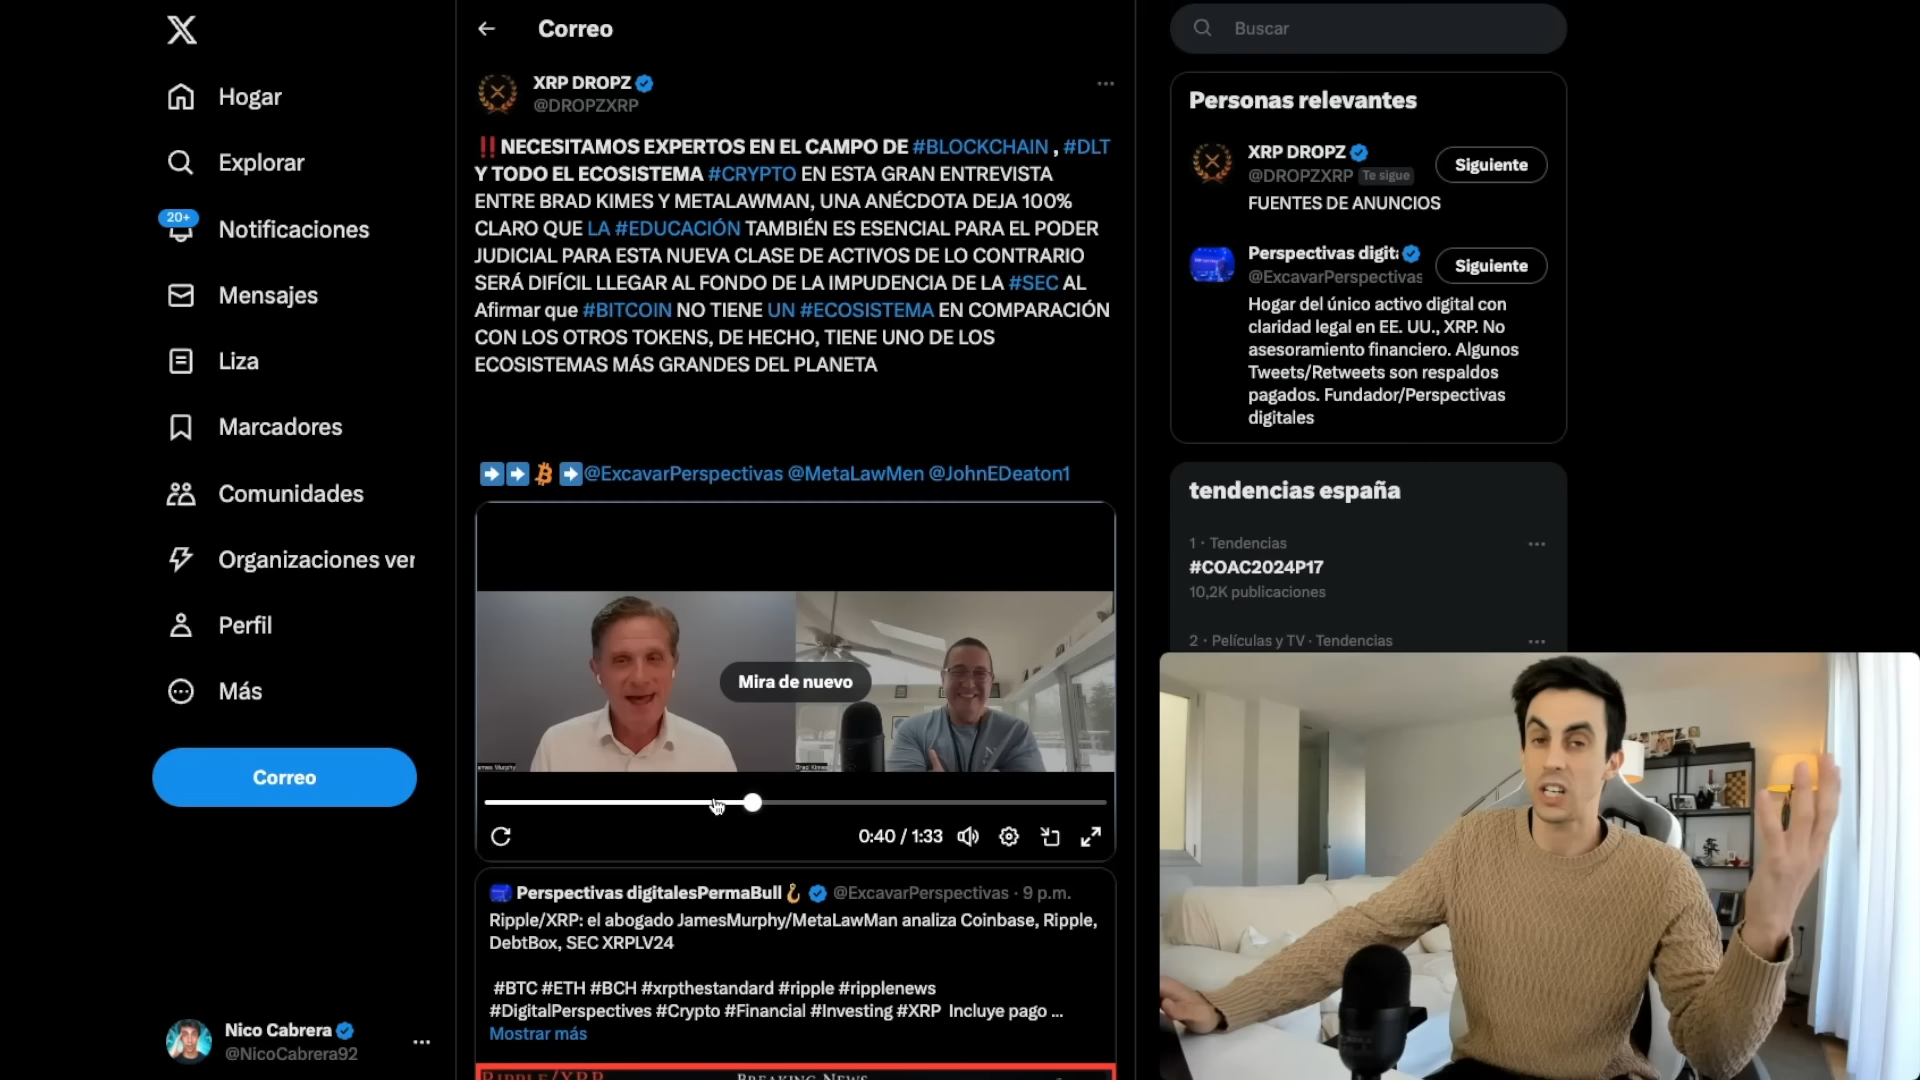 Hogar
Explorar
20+
Notificaciones
Mensajes
Liza
Marcadores
Comunidades
Organizaciones ver
Perfil
Más
Correo
Nico Cabrera
@NicoCabrera92
Correo
XRP DROPZ
@DROPZXRP
‼️NECESITAMOS EXPERTOS EN EL CAMPO DE #BLOCKCHAIN , #DLT
Y TODO EL ECOSISTEMA #CRYPTO EN ESTA GRAN ENTREVISTA
ENTRE BRAD KIMES Y METALAWMAN, UNA ANÉCDOTA DEJA 100%
CLARO QUE LA #EDUCACIÓN TAMBIÉN ES ESENCIAL PARA EL PODER
JUDICIAL PARA ESTA NUEVA CLASE DE ACTIVOS DE LO CONTRARIO
SERÁ DIFÍCIL LLEGAR AL FONDO DE LA IMPUDENCIA DE LA #SEC AL
Afirmar que #BITCOIN NO TIENE UN #ECOSISTEMA EN COMPARACIÓN
CON LOS OTROS TOKENS, DE HECHO, TIENE UNO DE LOS
ECOSISTEMAS MÁS GRANDES DEL PLANETA
@ExcavarPerspectivas @MetaLawMen @JohnEDeaton1
Mira de nuevo
James Murphy
Brad Kimes
0:40 / 1:33
Perspectivas digitalesPermaBull @ExcavarPerspectivas · 9 p.m.
Ripple/XRP: el abogado JamesMurphy/MetaLawMan analiza Coinbase, Ripple,
DebtBox, SEC XRPLV24
#BTC #ETH #BCH #xrpthestandard #ripple #ripplenews
#DigitalPerspectives #Crypto #Financial #Investing #XRP Incluye pago ...
Mostrar más
RIPPLE/XRP BREAKING NEWS
Buscar
Personas relevantes
XRP DROPZ
@DROPZXRP Te sigue
Siguiente
FUENTES DE ANUNCIOS
Perspectivas digit
@ExcavarPerspectivas
Siguiente
Hogar del único activo digital con
claridad legal en EE. UU., XRP. No
asesoramiento financiero. Algunos
Tweets/Retweets son respaldos
pagados. Fundador/Perspectivas
digitales
tendencias españa
1 · Tendencias
#COAC2024P17
10,2K publicaciones
2 · Películas y TV · Tendencias